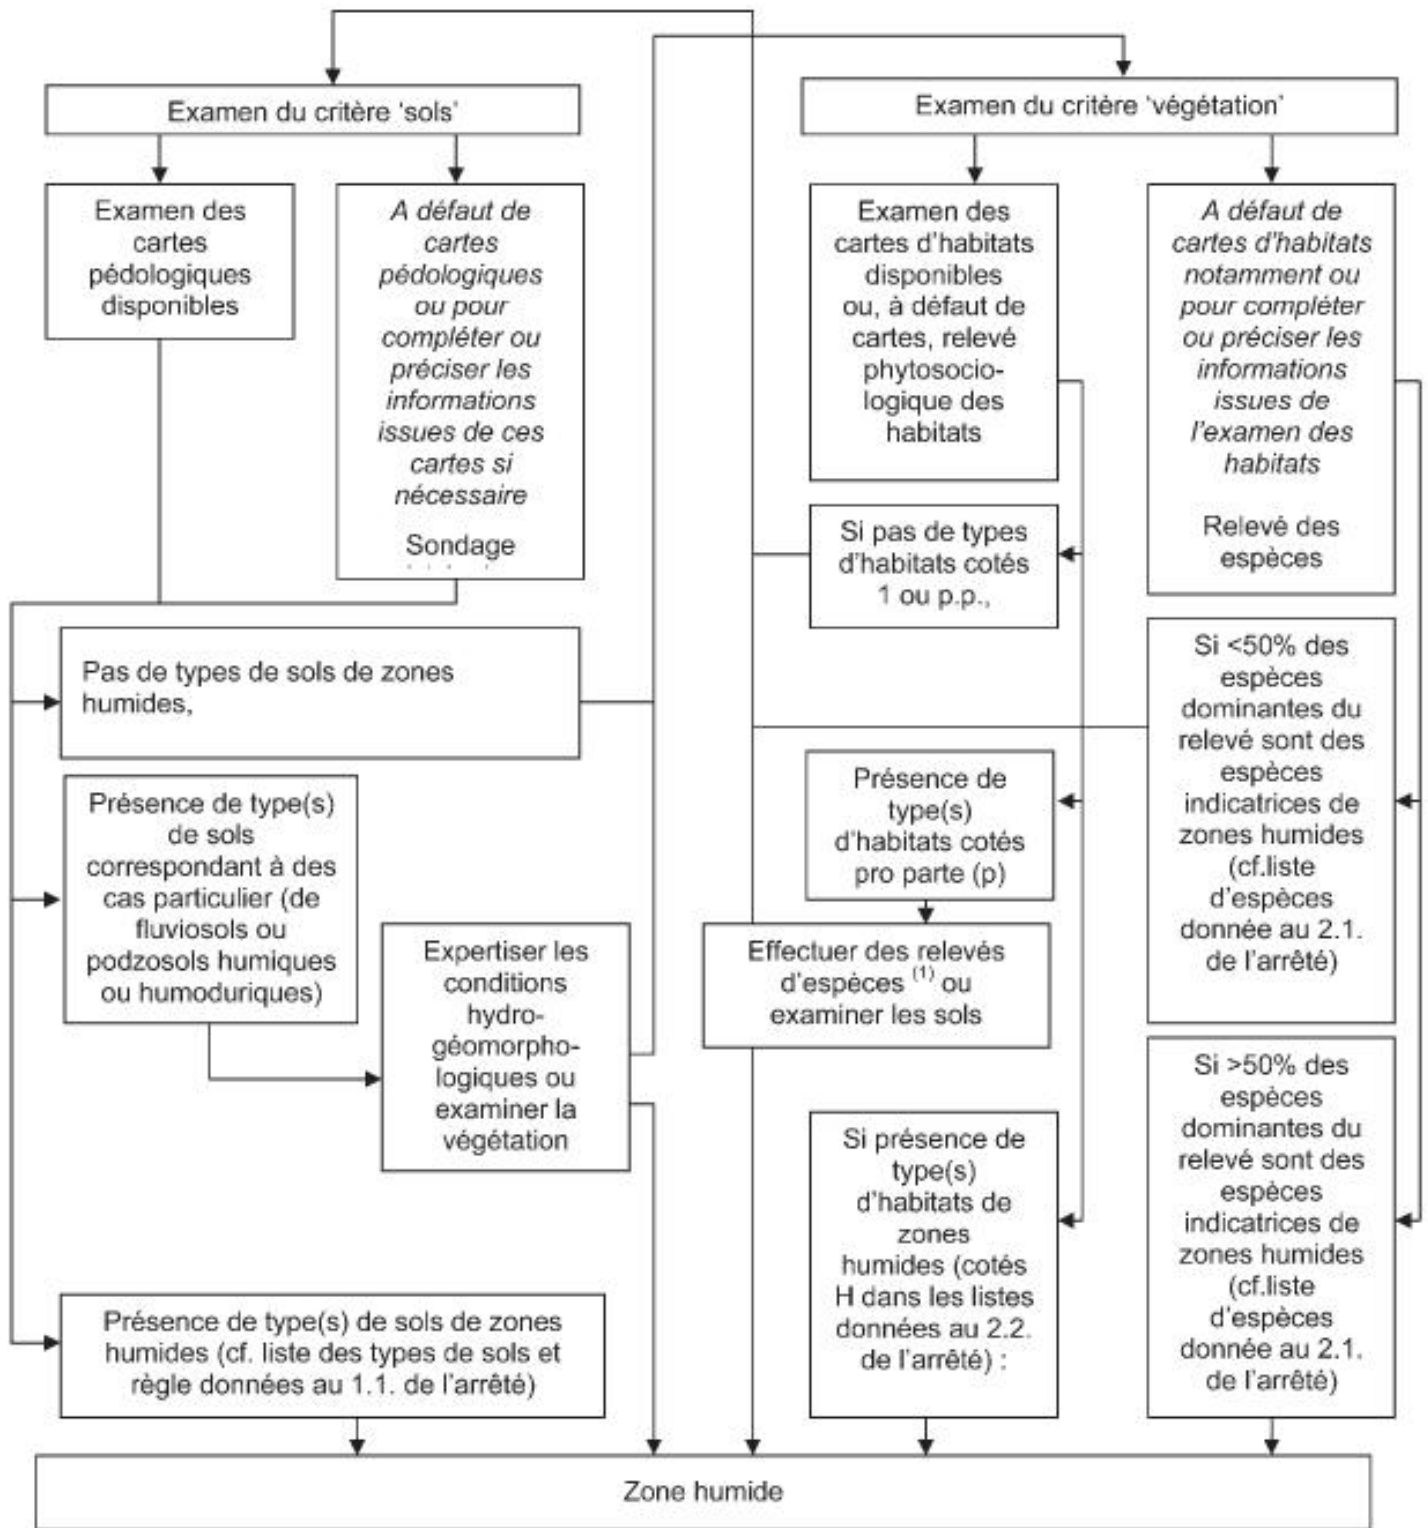 Examen du critère ‘sols’
Examen du critère ‘végétation’
Examen des
cartes
pédologiques
disponibles
A défaut de
cartes
pédologiques
ou pour
compléter ou
préciser les
informations
issues de ces
cartes si
nécessaire
Sondage
Examen des
cartes d’habitats
disponibles
ou, à défaut de
cartes, relevé
phytosocio-
logique des
habitats
A défaut de
cartes d’habitats
notamment ou
pour compléter
ou préciser les
informations
issues de
l’examen des
habitats
Relevé des
espèces
Si pas de types
d’habitats cotés
1 ou p.p.,
Pas de types de sols de zones
humides,
Si <50% des
espèces
dominantes du
relevé sont des
espèces
indicatrices de
zones humides
(cf.liste
d’espèces
donnée au 2.1.
de l’arrêté)
Présence de type(s)
de sols
correspondant à des
cas particulier (de
fluviosols ou
podzosols humiques
ou humoduriques)
Présence de
type(s)
d’habitats cotés
pro parte (p)
Expertiser les
conditions
hydro-
géomorpho-
logiques ou
examiner la
végétation
Effectuer des relevés
d’espèces (1) ou
examiner les sols
Si >50% des
espèces
dominantes du
relevé sont des
espèces
indicatrices de
zones humides
(cf.liste
d’espèces
donnée au 2.1.
de l’arrêté)
Si présence de
type(s)
d’habitats de
zones
humides (cotés
H dans les listes
données au 2.2.
de l’arrêté) :
Présence de type(s) de sols de zones
humides (cf. liste des types de sols et
règle données au 1.1. de l’arrêté)
Zone humide